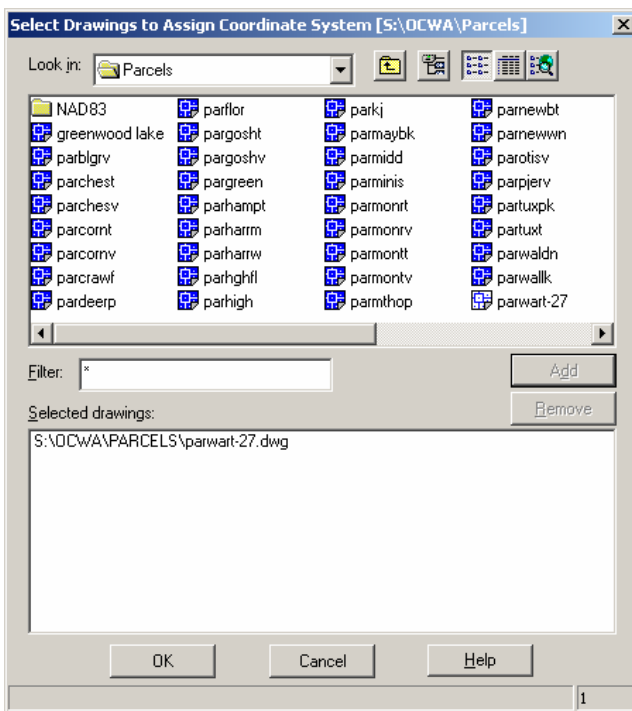 Select Drawings to Assign Coordinate System [S:\OCWA\Parcels]
Look in: Parcels
NAD83 parflor parkj parnewbt
greenwood lake pargosht parmaybk parnewwn
parblgrv pargoshv parmidd parotisv
parchest pargreen parminis parpjerv
parchesv parhampt parmonrt partuxpk
parcornt parharrm parmonrv partuxt
parcornv parharrw parmontt parwaldn
parcrawf parhghfl parmontv parwallk
pardeerp parhigh parmthop parwart-27
Filter: * Add
Selected drawings: Remove
S:\OCWA\PARCELS\parwart-27.dwg
OK Cancel Help
1